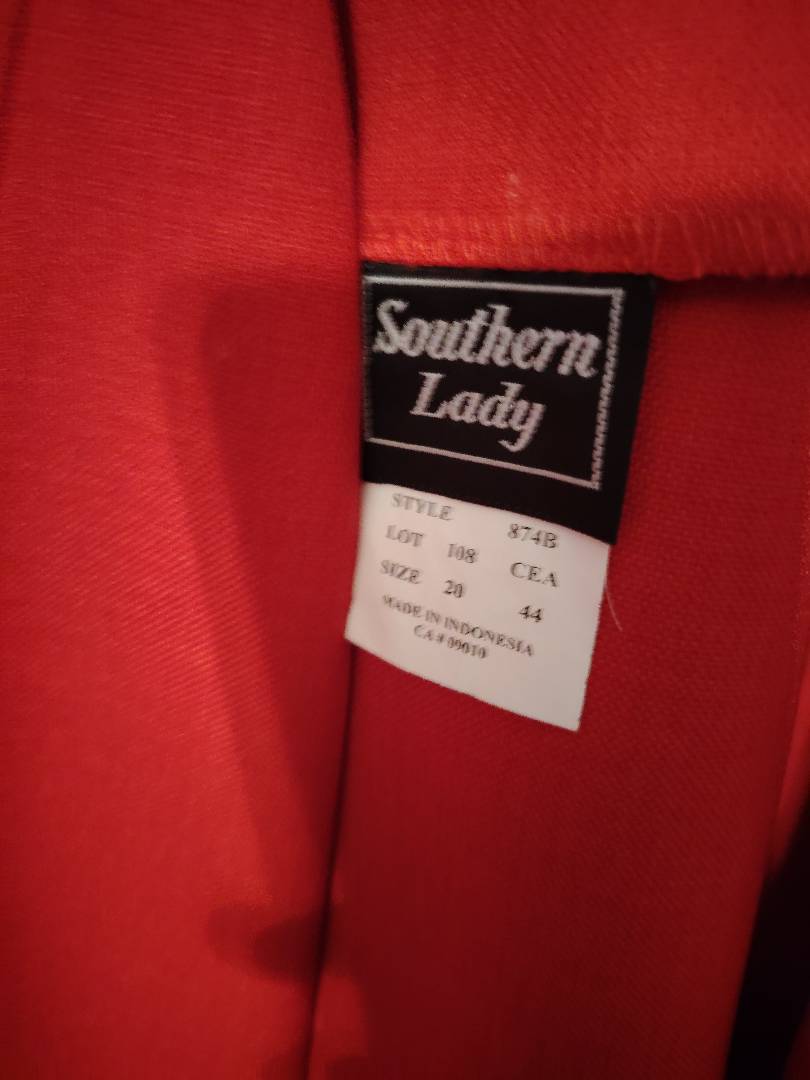 Southern
Lady
STYLE 874B
LOT 108 CEA
SIZE 20 44
MADE IN INDONESIA
CA # 09010